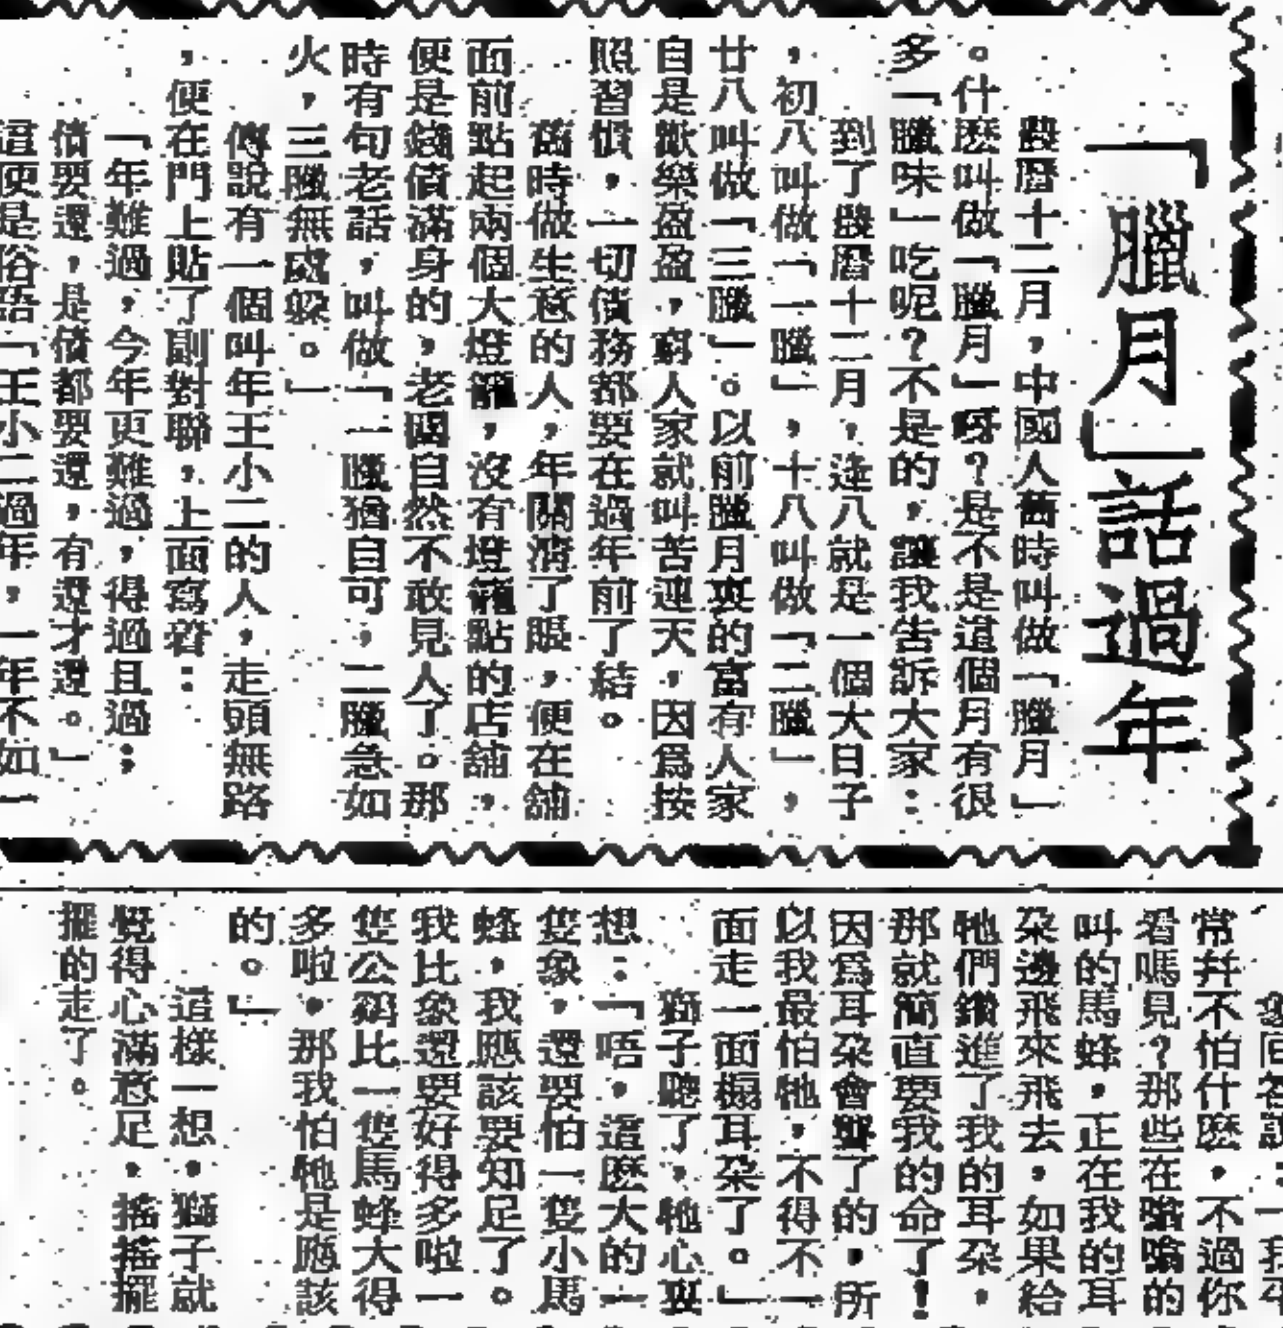 「臘月」話過年
農曆十二月，中國人舊時叫做「臘月」
。什麽叫做「臘月」呀？是不是這個月有很
多「臘味」吃呢？不是的，讓我告訴大家：
到了農曆十二月，逢八就是一個大日子
，初八叫做「一臘」，十八叫做「二臘」，
廿八叫做「三臘」。以前臘月裏的富有人家
自是歡樂盈盈，窮人家就叫苦連天，因爲按
照習慣，一切債務都要在過年前了結。
舊時做生意的人，年關清了賬，便在舖
面前點起兩個大燈籠，沒有燈籠點的店舖，
便是錢債滿身的，老闆自然不敢見人了。那
時有句老話，叫做「一臘猶自可，二臘急如
火，三臘無處躲。」
傳說有一個叫年王小二的人，走頭無路
，便在門上貼了副對聯，上面寫着：
「年難過，今年更難過，得過且過；
債要還，是債都要還，有還才還。」
這便是俗語「王小二過年，一年不如一
常幷不怕什麽，不過你
看嗎見？那些在嗡嗡的
叫的馬蜂，正在我的耳
朶邊飛來飛去，如果給
牠們鑽進了我的耳朶，
那就簡直要我的命了！
因爲耳朶會聾了的，所
以我最怕牠，不得不一
面走一面搧耳朶了。」
獅子聽了，牠心裏
想：「唔，這麽大的一
隻象，還要怕一隻小馬
蜂，我應該要知足了。
我比象還要好得多啦一
隻公鷄比一隻馬蜂大得
多啦，那我怕牠是應該
的。」
這樣一想，獅子就
覺得心滿意足，搖搖擺
擺的走了。